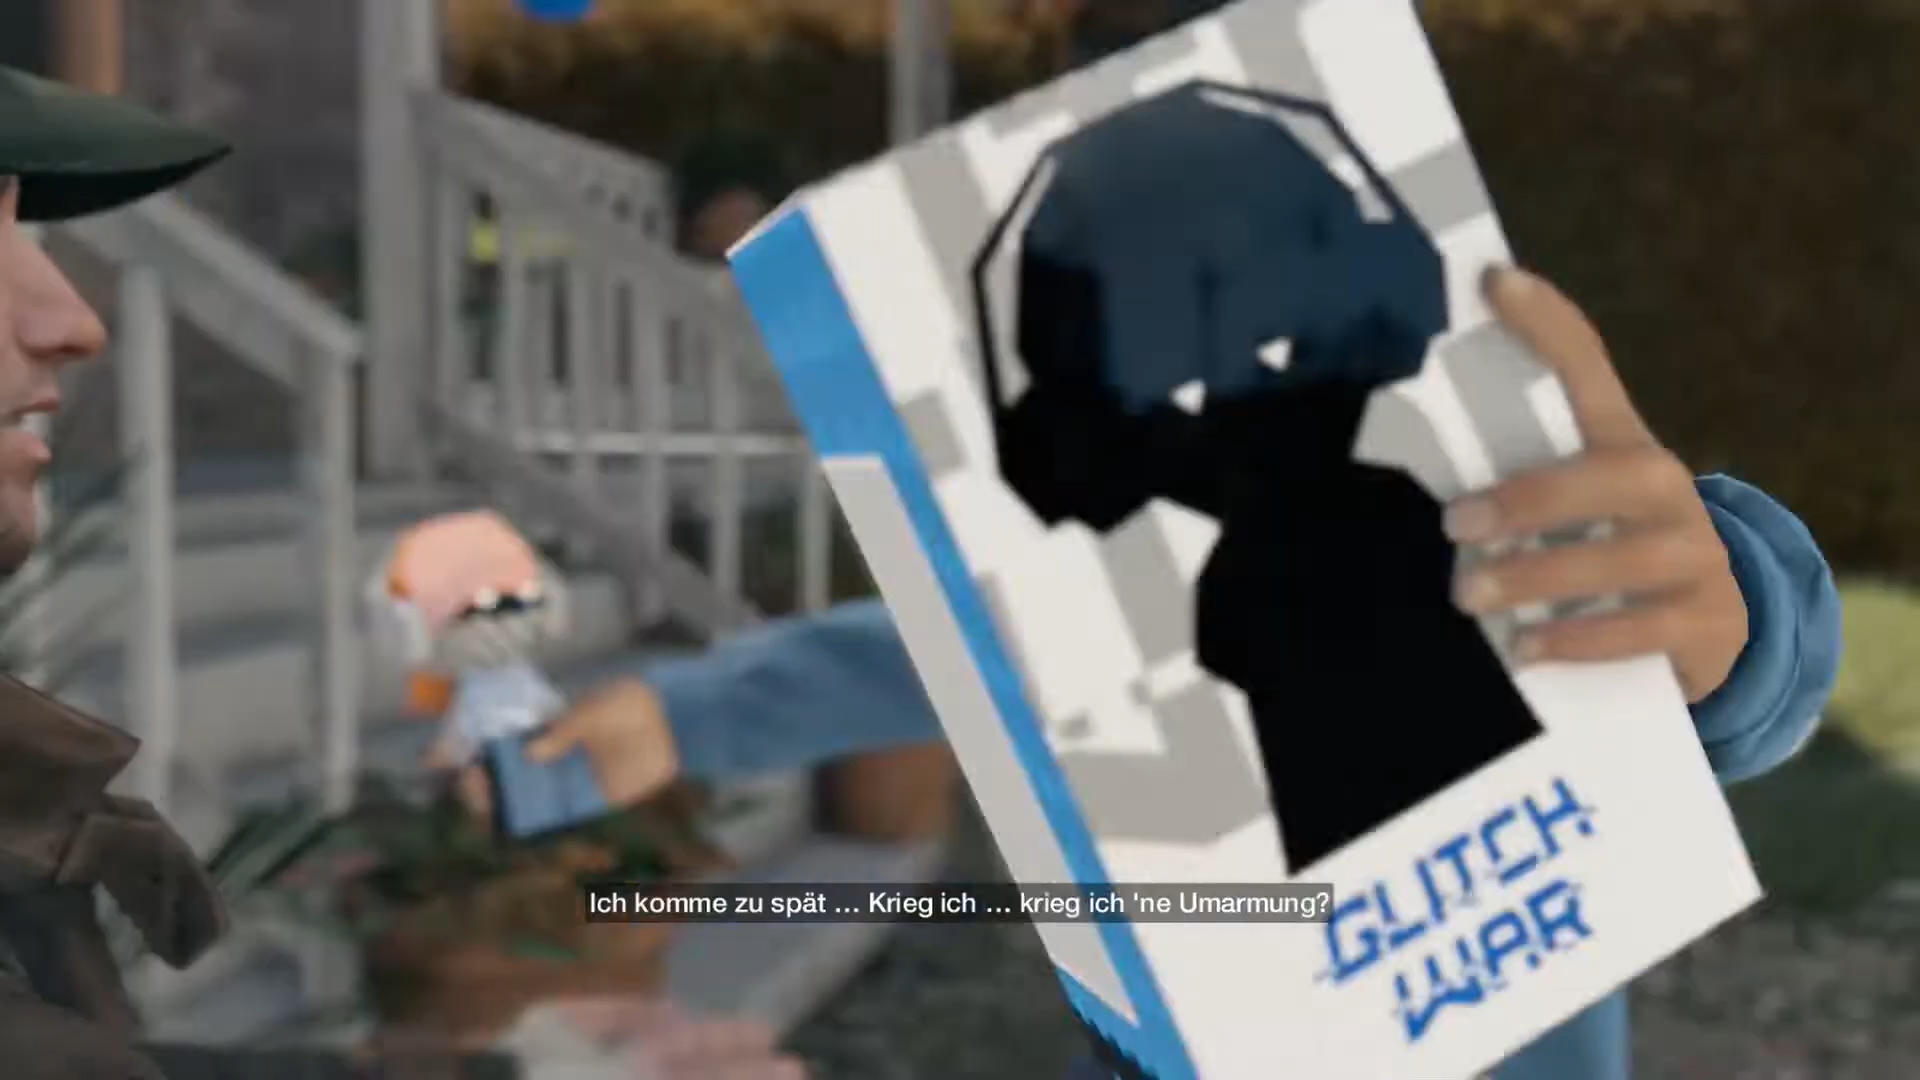 Ich komme zu spät ... Krieg ich ... krieg ich 'ne Umarmung?
GLITCH
WAR